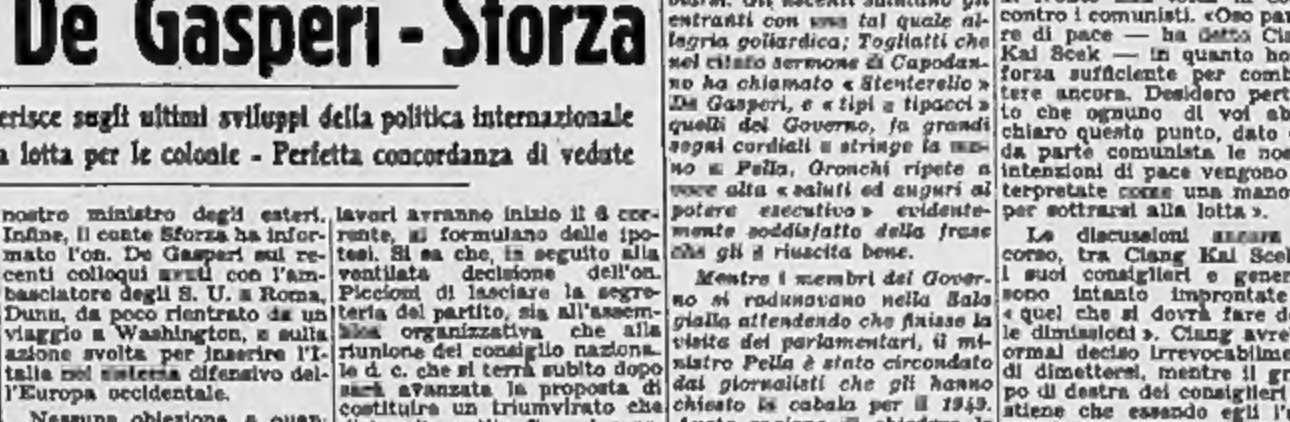 De Gasperi - Sforza
erisce sugli ultimi sviluppi della politica internazionale
a lotta per le colonie - Perfetta concordanza di vedute
nostro ministro degli esteri.
Infine, il conte Sforza ha infor-
mato l'on. De Gasperi sui re-
centi colloqui avuti con l'am-
basciatore degli S. U. a Roma,
Dunn, da poco rientrato da un
viaggio a Washington, e sulla
azione svolta per inserire l'I-
talia nel sistema difensivo del-
l'Europa occidentale.
Nessuna obiezione a quan-
lavori avranno inizio il 6 cor-
rente, si formulano delle ipo-
tesi. Si sa che, in seguito alla
ventilata decisione dell'on.
Piccioni di lasciare la segre-
teria del partito, sia all'assem-
blea organizzativa che alla
riunione del consiglio naziona-
le d. c. che si terrà subito dopo
sarà avanzata la proposta di
costituire un triumvirato che
entranti con una tal quale al-
legria goliardica; Togliatti che
nel citato sermone di Capodan-
no ha chiamato « Stenterello »
De Gasperi, e « tipi e tipacci »
quelli del Governo, fa grandi
segni cordiali e stringe la ma-
no a Pella, Gronchi ripete a
voce alta « saluti ed auguri al
potere esecutivo » evidente-
mente soddisfatto della frase
che gli è riuscita bene.
Mentre i membri del Gover-
no si radunavano nella Sala
gialla attendendo che finisse la
visita dei parlamentari, il mi-
nistro Pella è stato circondato
dai giornalisti che gli hanno
chiesto la cabala per il 1949.
contro i comunisti. «Oso par
re di pace — ha detto Cia
Kai Scek — in quanto ho
forza sufficiente per comb
tere ancora. Desidero pert
to che ognuno di voi ab
chiaro questo punto, dato
da parte comunista le nos
intenzioni di pace vengono
terpretate come una mano
per sottrarsi alla lotta ».
Le discussioni ancora
corso, tra Ciang Kai Scek
i suoi consiglieri e gener
sono intanto improntate
« quel che si dovrà fare do
le dimissioni ». Ciang avre
ormai deciso irrevocabilme
di dimettersi, mentre il gr
po di destra dei consiglieri
stiene che essendo egli l'u